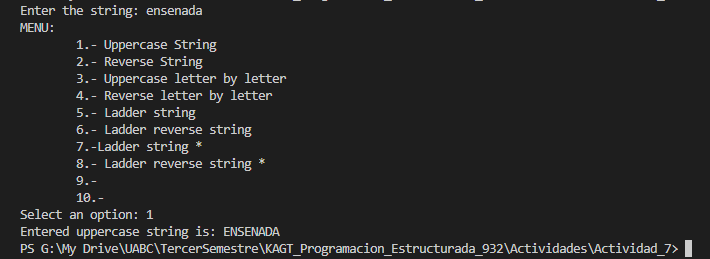 Enter the string: ensenada
MENU:
1.- Uppercase String
2.- Reverse String
3.- Uppercase letter by letter
4.- Reverse letter by letter
5.- Ladder string
6.- Ladder reverse string
7.-Ladder string *
8.- Ladder reverse string *
9.-
10.-
Select an option: 1
Entered uppercase string is: ENSENADA
PS G:\My Drive\UABC\TercerSemestre\KAGT_Programacion_Estructurada_932\Actividades\Actividad_7>